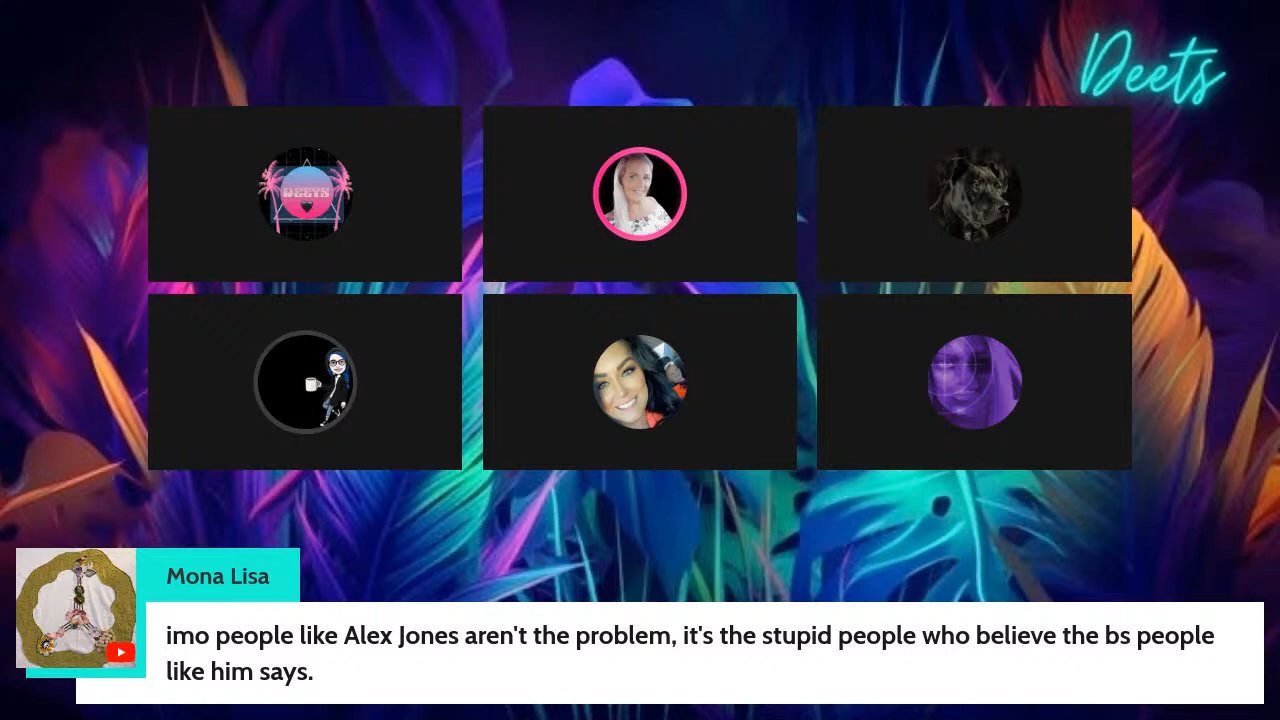 Deets
Mona Lisa
imo people like Alex Jones aren't the problem, it's the stupid people who believe the bs people
like him says.